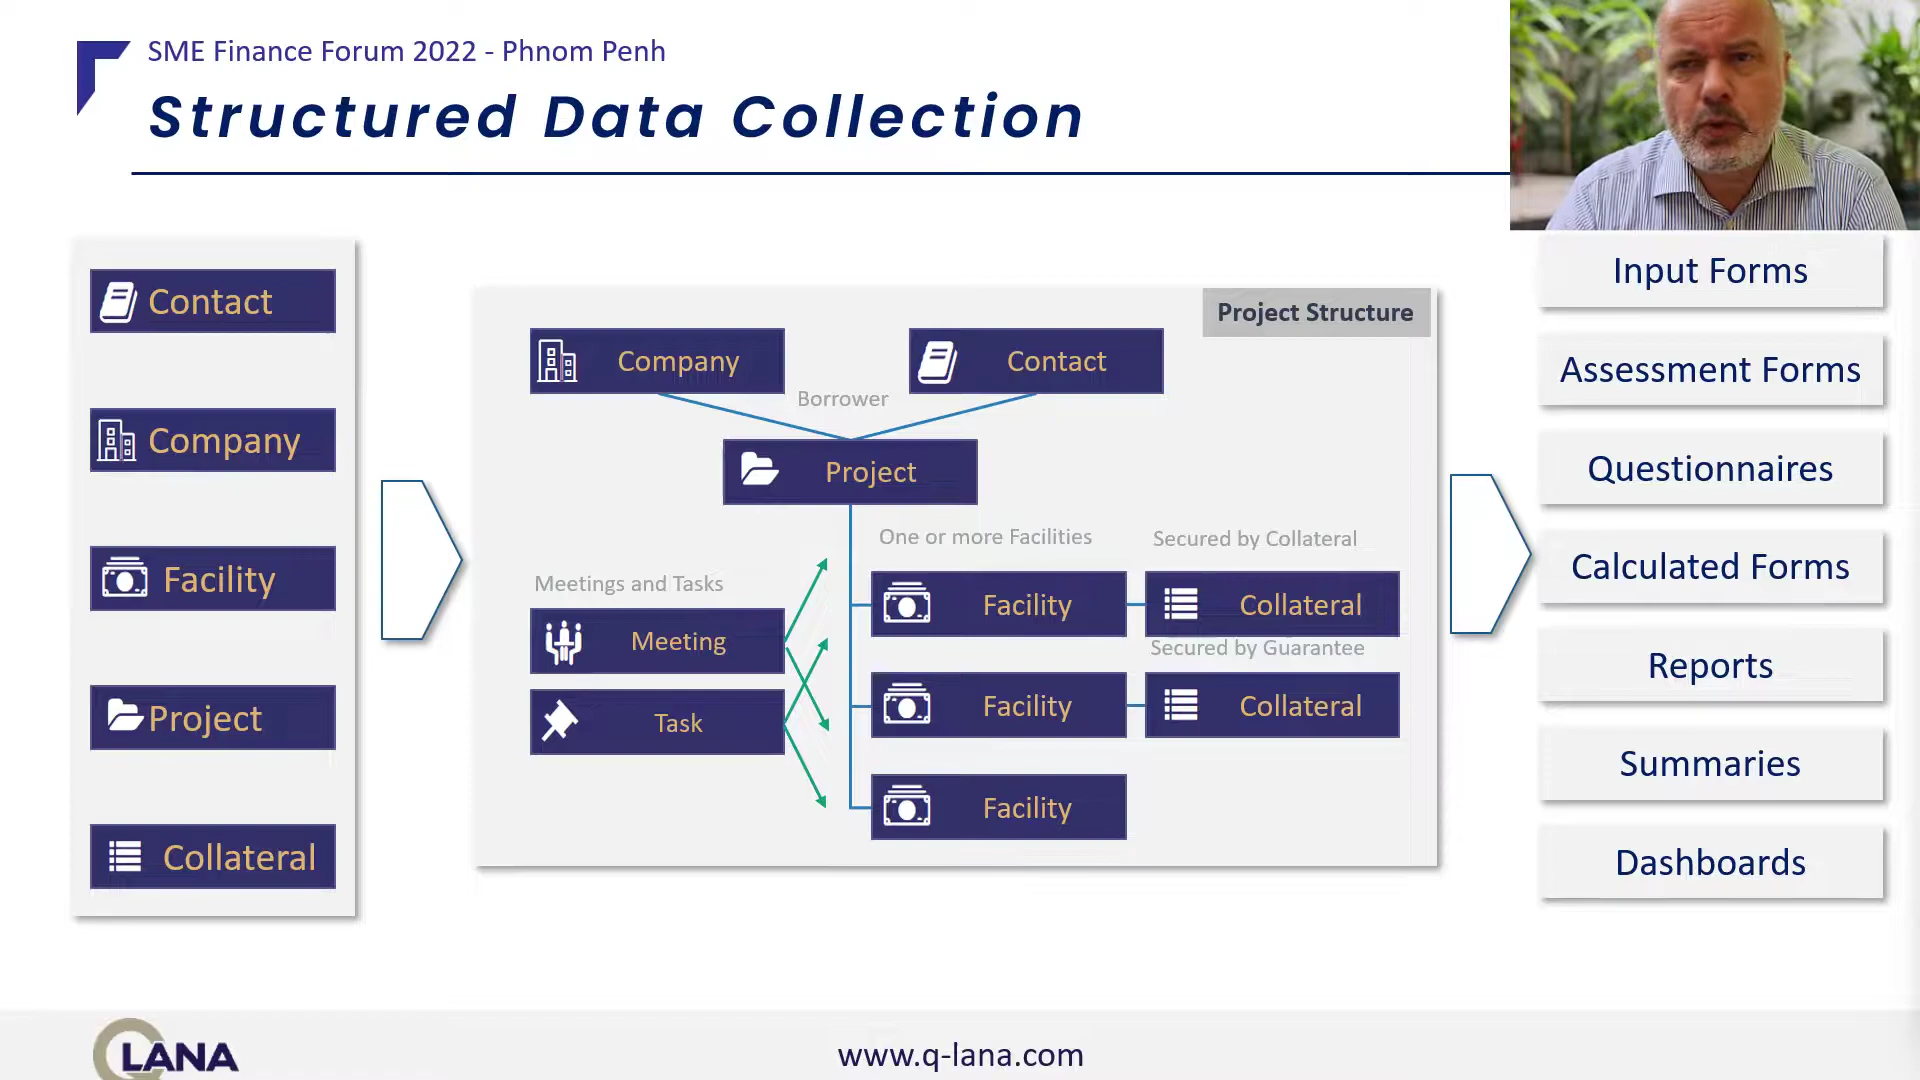 SME Finance Forum 2022 - Phnom Penh
Structured Data Collection
Contact
Company
Facility
Project
Collateral
Project Structure
Company
Contact
Borrower
Project
One or more Facilities
Secured by Collateral
Meetings and Tasks
Facility
Collateral
Meeting
Secured by Guarantee
Facility
Collateral
Task
Facility
Input Forms
Assessment Forms
Questionnaires
Calculated Forms
Reports
Summaries
Dashboards
QLANA
www.q-lana.com